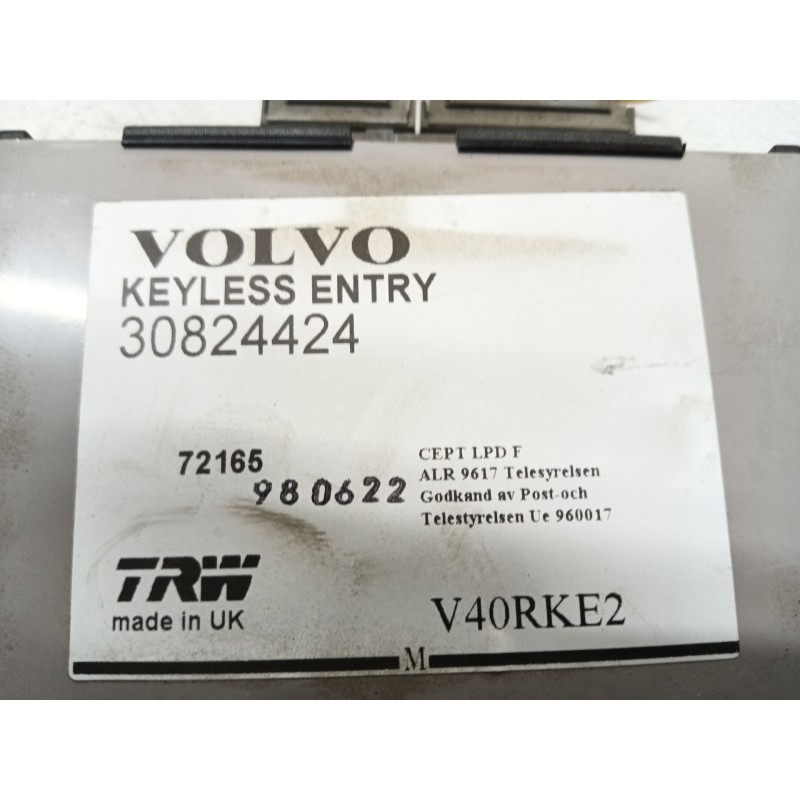 VOLVO
KEYLESS ENTRY
30824424
72165
980622
CEPT LPD F
ALR 9617 Telesyrelsen
Godkand av Post-och
Telestyrelsen Ue 960017
TRW
made in UK
V40RKE2
M